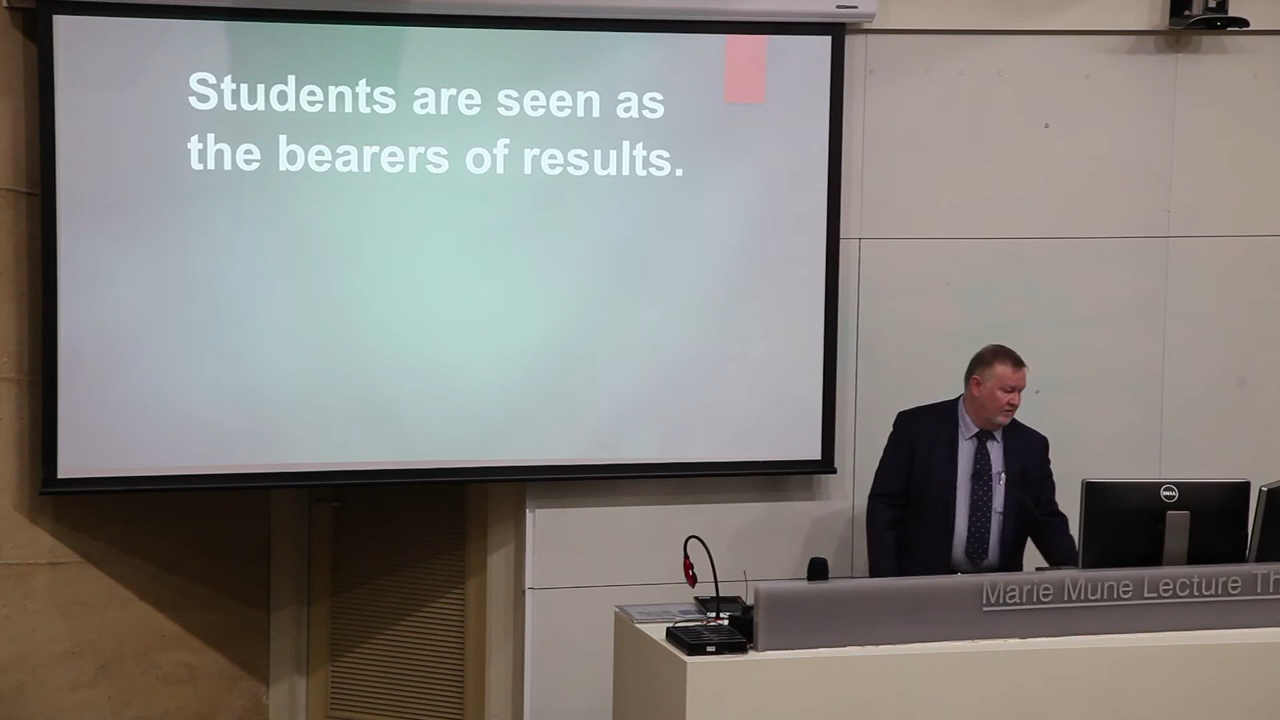 Students are seen as
the bearers of results.
DELL
Marie Mune Lecture Th